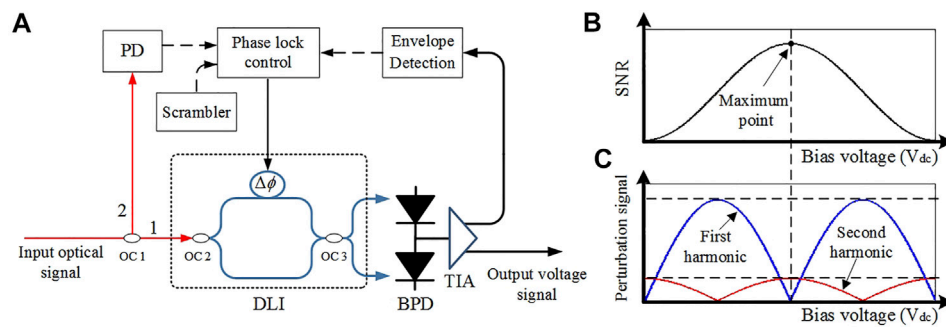 A
PD
Phase lock
control
Envelope
Detection
Scrambler
Δϕ
2
1
OC 1
OC 2
OC 3
Input optical
signal
DLI
BPD
TIA
Output voltage
signal
B
SNR
Maximum
point
Bias voltage (Vdc)
C
Perturbation signal
First
harmonic
Second
harmonic
Bias voltage (Vdc)